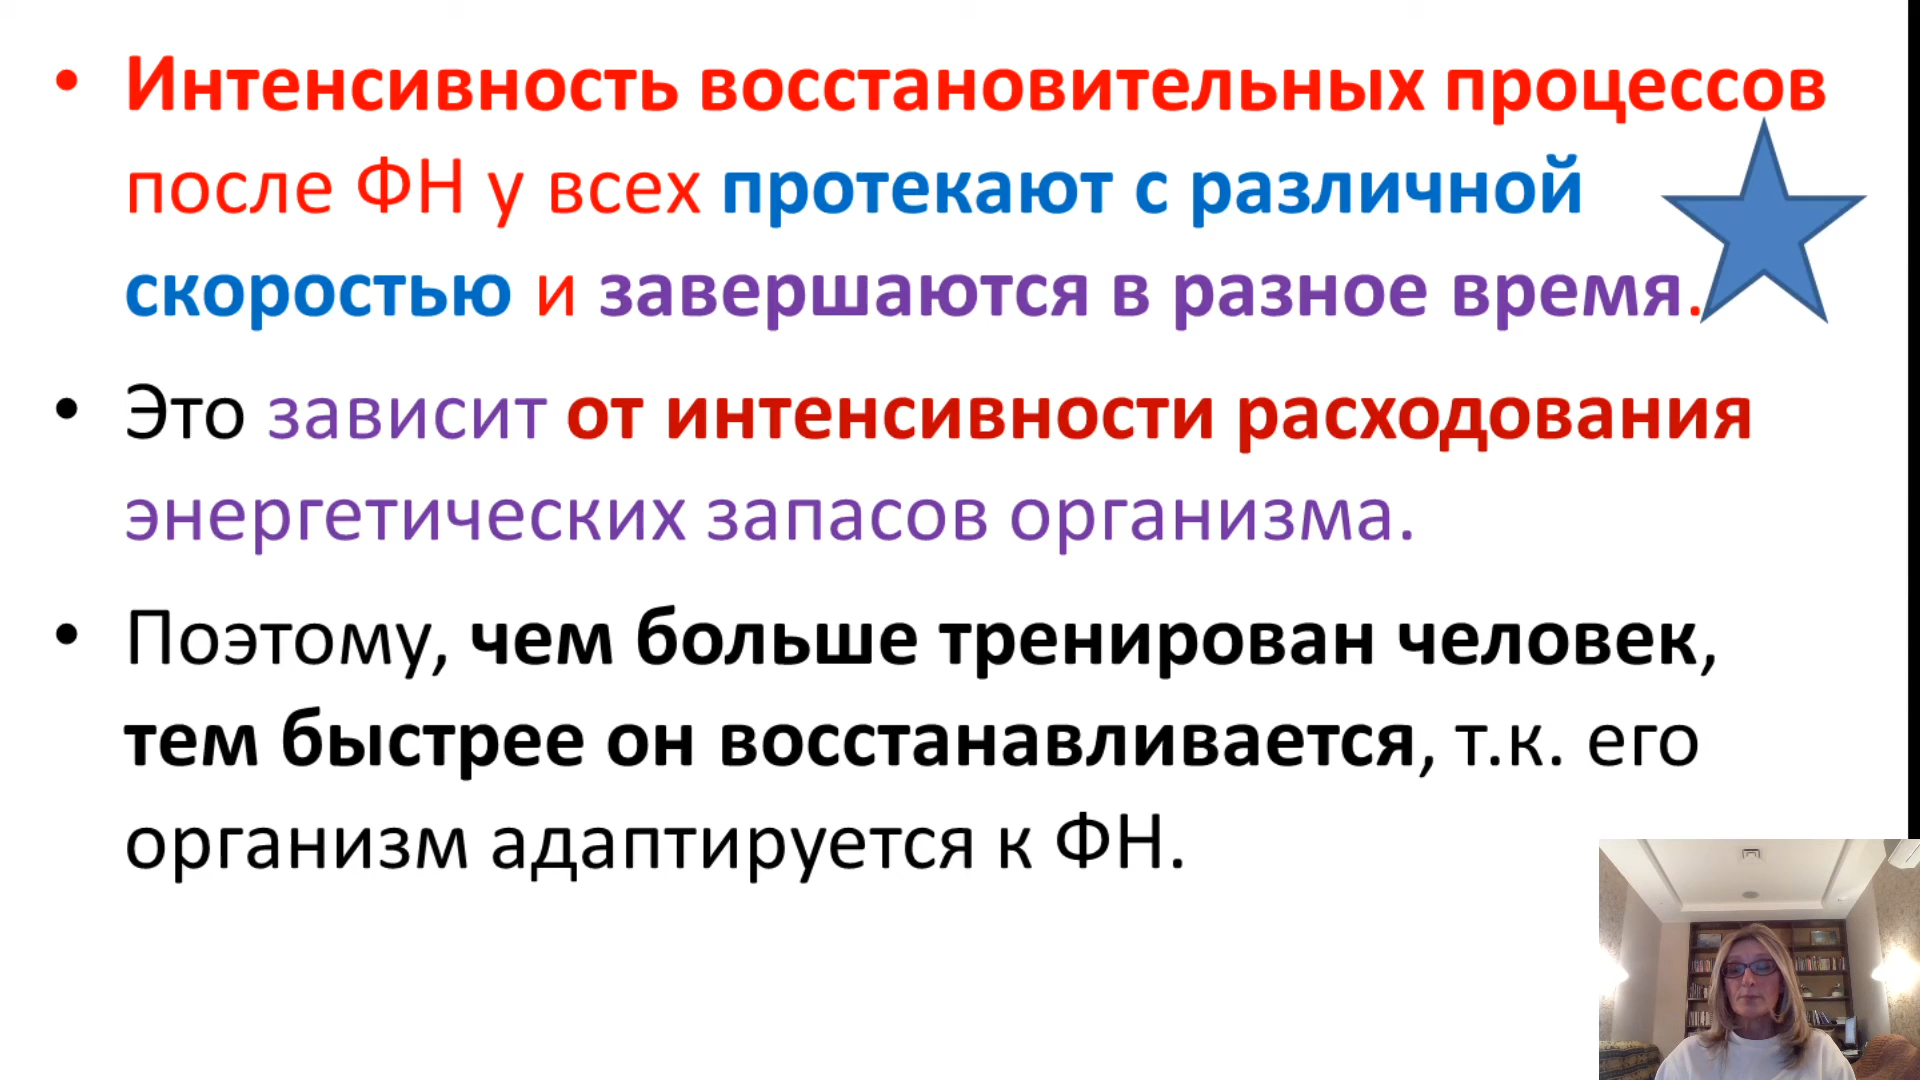 • Интенсивность восстановительных процессов
после ФН у всех протекают с различной
скоростью и завершаются в разное время.
• Это зависит от интенсивности расходования
энергетических запасов организма.
• Поэтому, чем больше тренирован человек,
тем быстрее он восстанавливается, т.к. его
организм адаптируется к ФН.